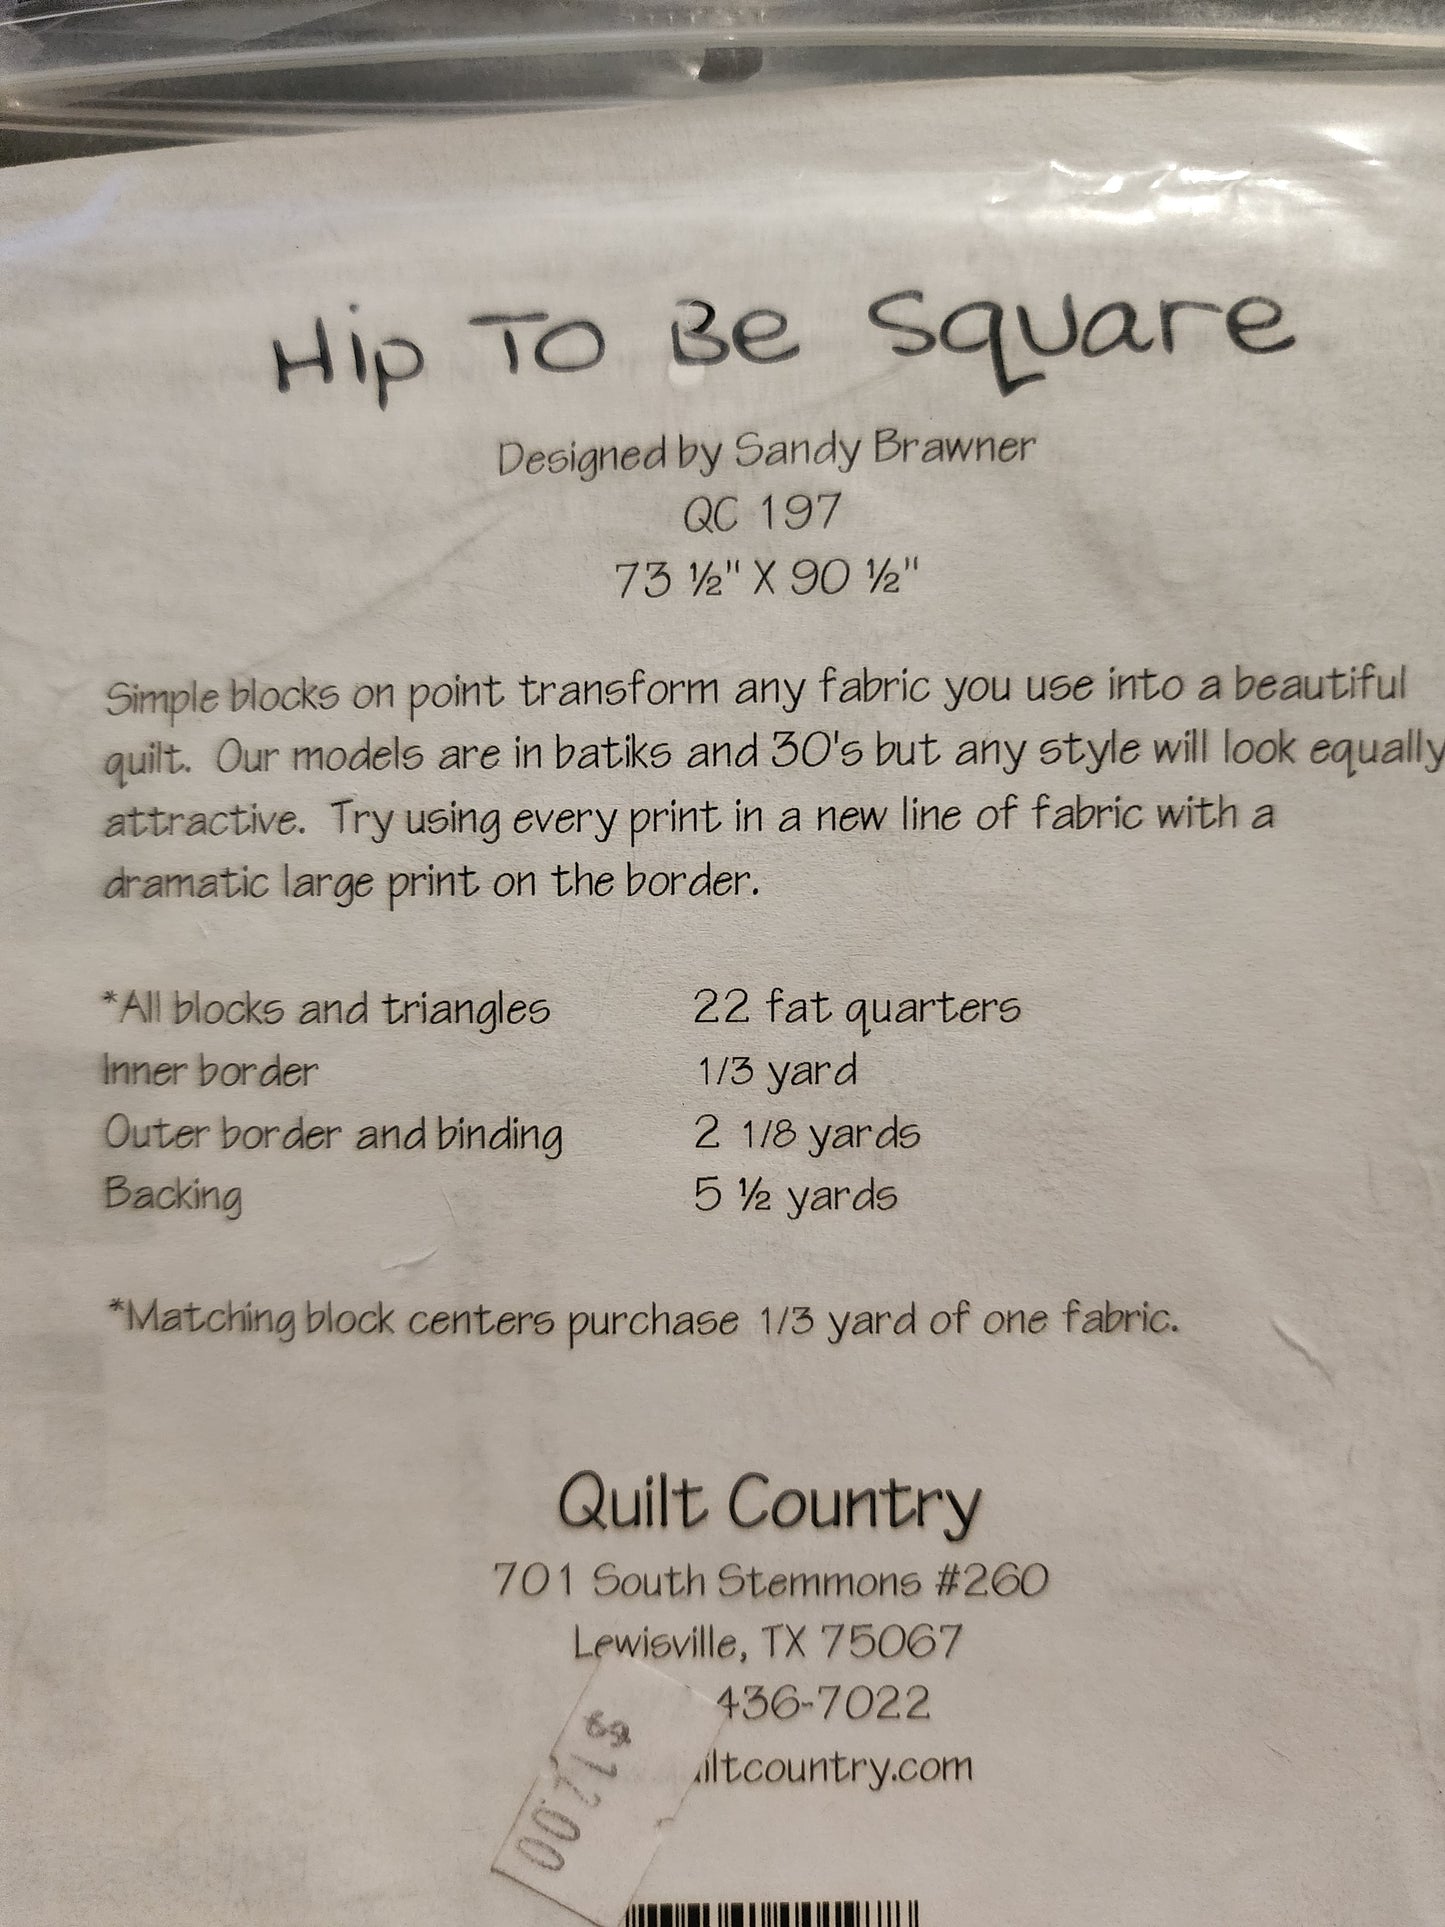 Hip To Be Square
Designed by Sandy Brawner
QC 197
73 ½" X 90 ½"
Simple blocks on point transform any fabric you use into a beautiful
quilt.  Our models are in batiks and 30's but any style will look equally
attractive.  Try using every print in a new line of fabric with a
dramatic large print on the border.
*All blocks and triangles 22 fat quarters
Inner border 1/3 yard
Outer border and binding 2 1/8 yards
Backing 5 ½ yards
*Matching block centers purchase 1/3 yard of one fabric.
Quilt Country
701 South Stemmons #260
Lewisville, TX 75067
436-7022
iltcountry.com